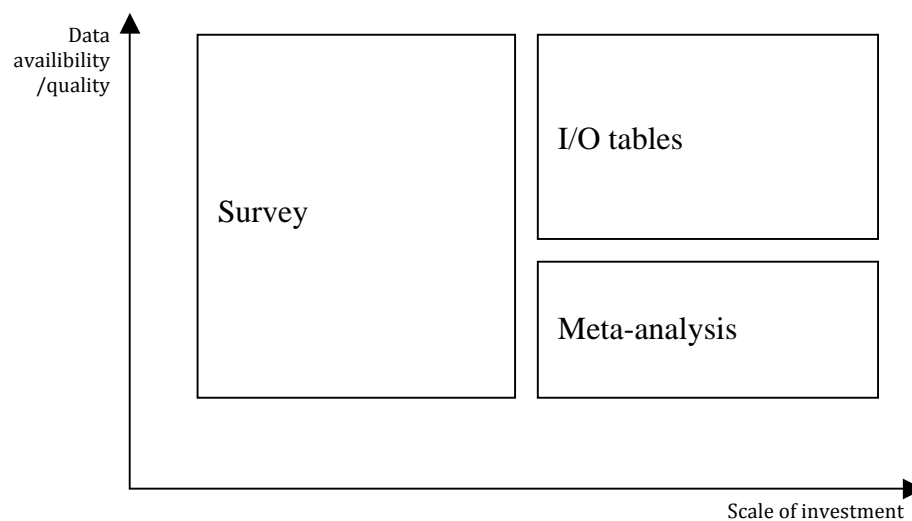 Data
availibility
/quality
I/O tables
Survey
Meta-analysis
Scale of investment